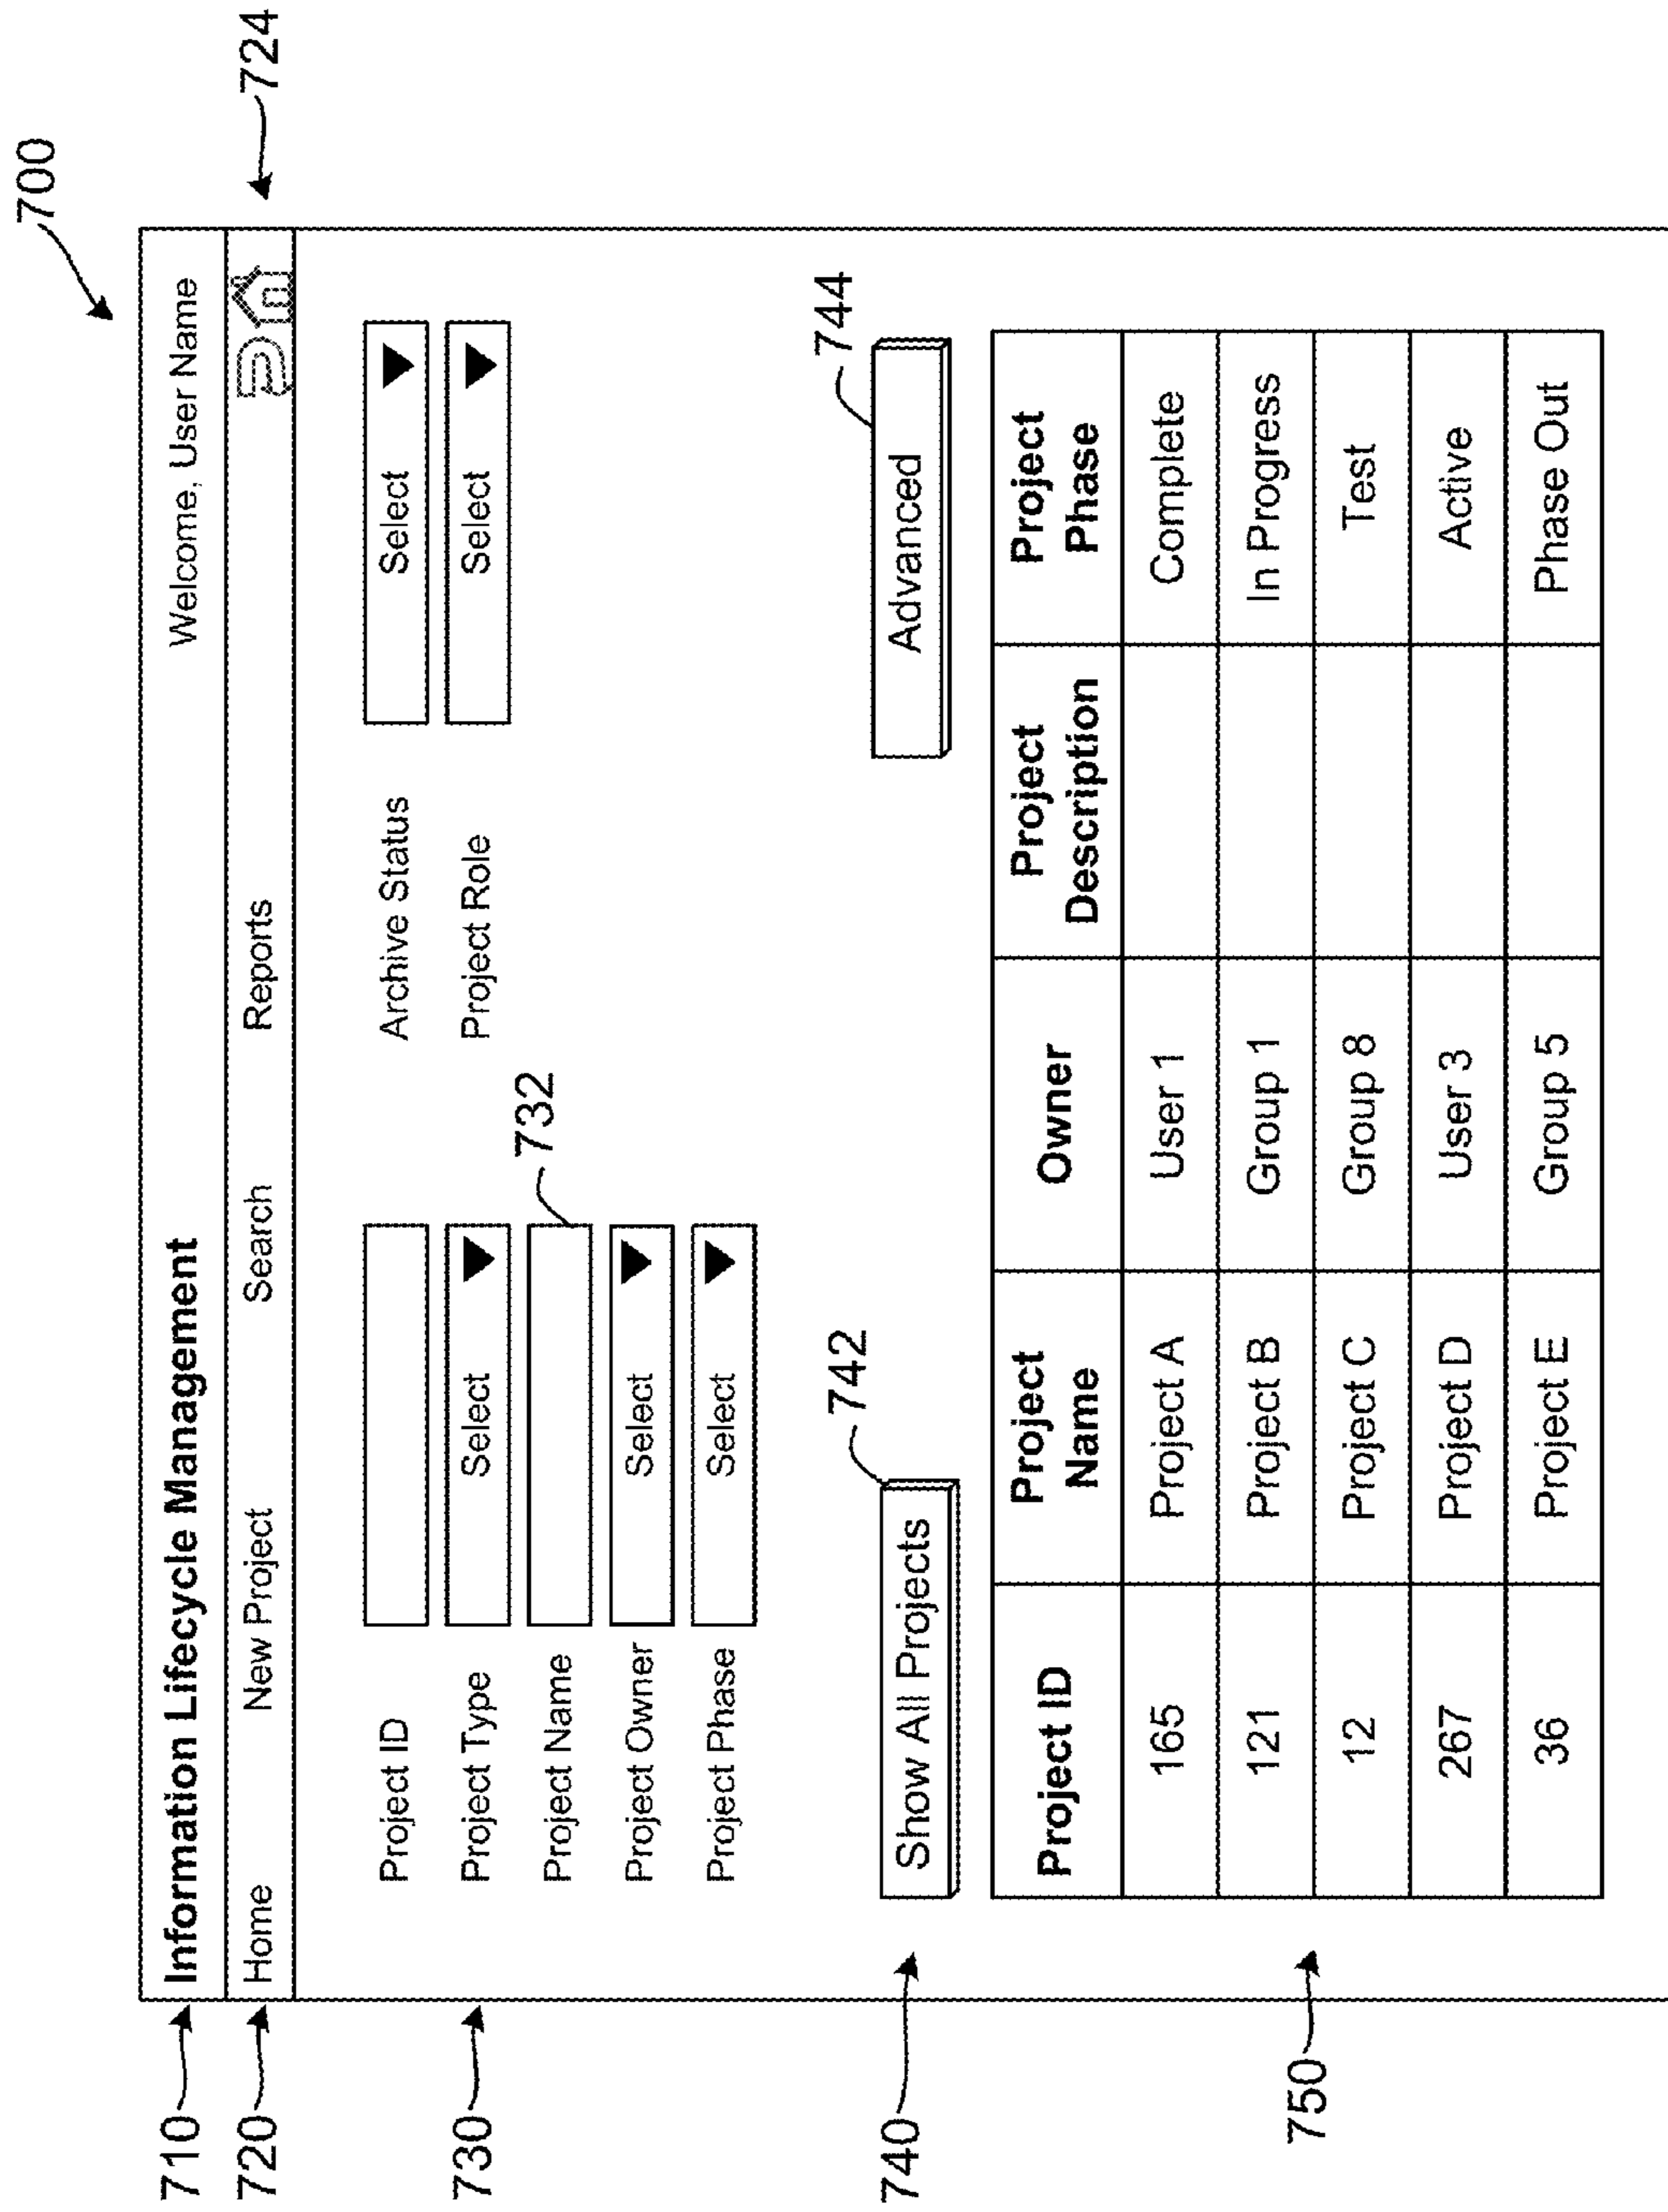 700
710 Information Lifecycle Management Welcome, User Name
720 Home New Project Search Reports 724
730
Project ID Archive Status Select
Project Type Select Project Role Select
Project Name 732
Project Owner Select
Project Phase Select
740 Show All Projects 742 Advanced 744
750
Project ID Project Name Owner Project Description Project Phase
165 Project A User 1 Complete
121 Project B Group 1 In Progress
12 Project C Group 8 Test
267 Project D User 3 Active
36 Project E Group 5 Phase Out